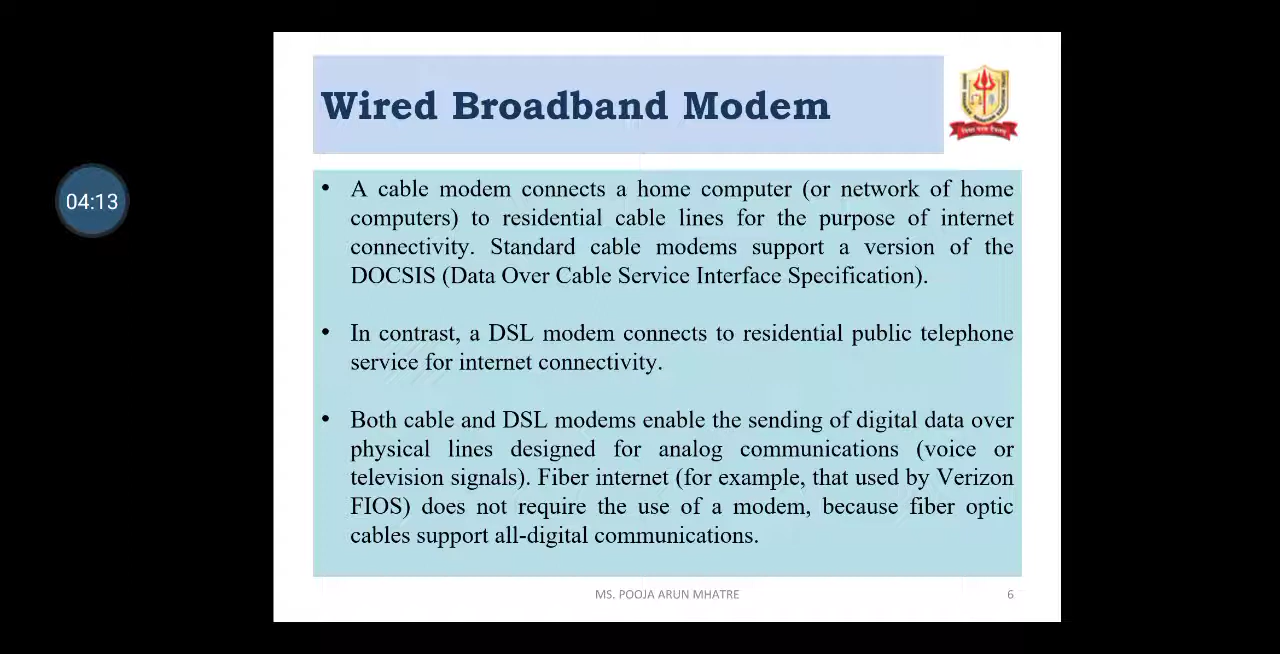 Wired Broadband Modem
04:13
• A cable modem connects a home computer (or network of home
computers) to residential cable lines for the purpose of internet
connectivity. Standard cable modems support a version of the
DOCSIS (Data Over Cable Service Interface Specification).
• In contrast, a DSL modem connects to residential public telephone
service for internet connectivity.
• Both cable and DSL modems enable the sending of digital data over
physical lines designed for analog communications (voice or
television signals). Fiber internet (for example, that used by Verizon
FIOS) does not require the use of a modem, because fiber optic
cables support all-digital communications.
MS. POOJA ARUN MHATRE
6